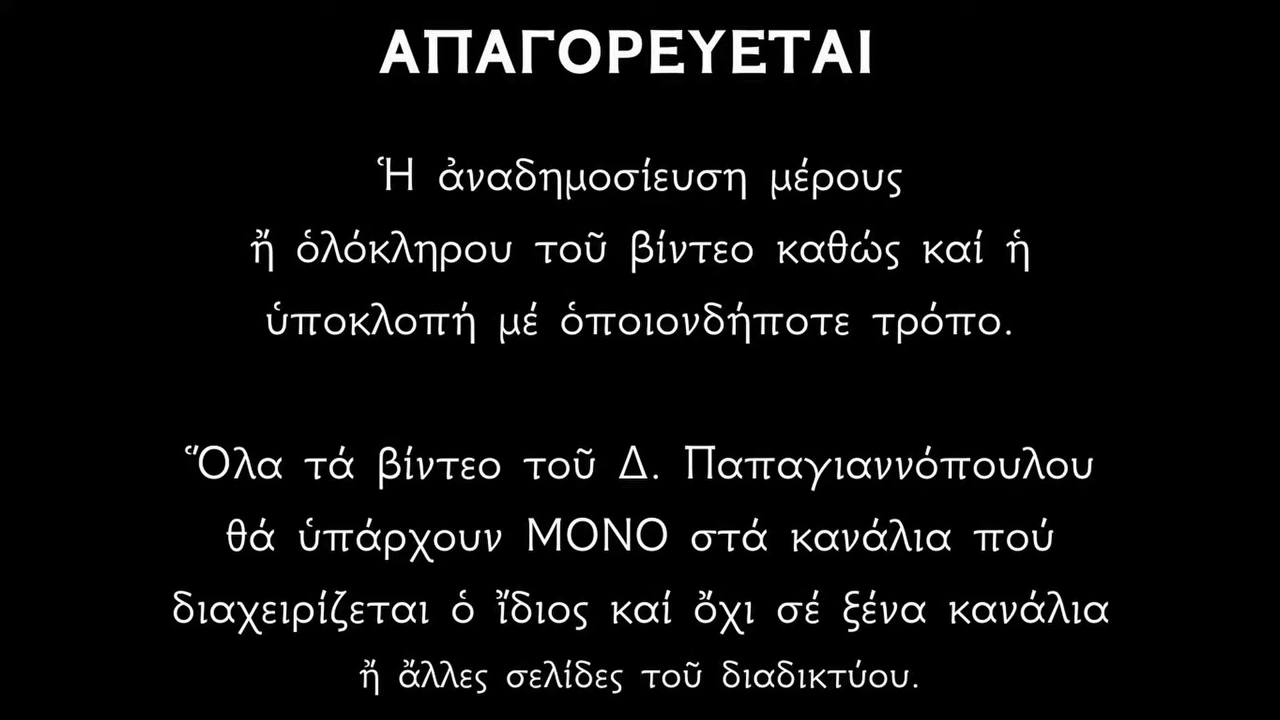 ΑΠΑΓΟΡΕΥΕΤΑΙ
Ἡ ἀναδημοσίευση μέρους
ἤ ὁλόκληρου τοῦ βίντεο καθώς καί ἡ
ὑποκλοπή μέ ὁποιονδήποτε τρόπο.
Ὅλα τά βίντεο τοῦ Δ. Παπαγιαννόπουλου
θά ὑπάρχουν ΜΟΝΟ στά κανάλια πού
διαχειρίζεται ὁ ἴδιος καί ὄχι σέ ξένα κανάλια
ἤ ἄλλες σελίδες τοῦ διαδικτύου.